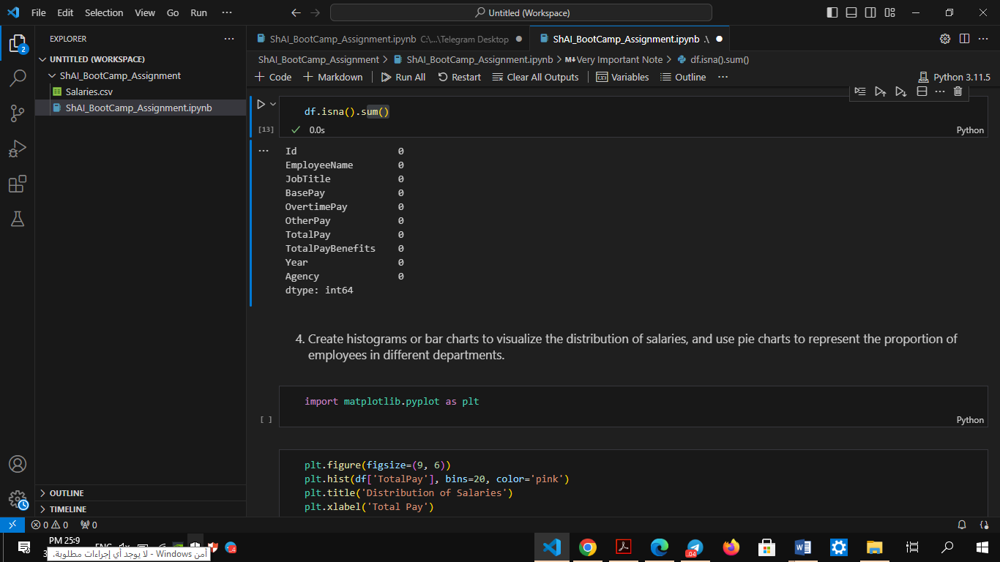 File Edit Selection View Go Run ···
Untitled (Workspace)
EXPLORER ···
UNTITLED (WORKSPACE)
ShAI_BootCamp_Assignment
Salaries.csv
ShAI_BootCamp_Assignment.ipynb
OUTLINE
TIMELINE
ShAI_BootCamp_Assignment.ipynb C:\...\Telegram Desktop
ShAI_BootCamp_Assignment.ipynb .\
ShAI_BootCamp_Assignment > ShAI_BootCamp_Assignment.ipynb > M↓Very Important Note > df.isna().sum()
+ Code + Markdown Run All Restart Clear All Outputs Variables Outline ··· Python 3.11.5
df.isna().sum()
[13] ✓ 0.0s Python
Id 0
EmployeeName 0
JobTitle 0
BasePay 0
OvertimePay 0
OtherPay 0
TotalPay 0
TotalPayBenefits 0
Year 0
Agency 0
dtype: int64
4. Create histograms or bar charts to visualize the distribution of salaries, and use pie charts to represent the proportion of
employees in different departments.
import matplotlib.pyplot as plt
[ ] Python
plt.figure(figsize=(9, 6))
plt.hist(df['TotalPay'], bins=20, color='pink')
plt.title('Distribution of Salaries')
plt.xlabel('Total Pay')
2
0 0 0
PM 25:9
أمن Windows - لا يوجد أي إجراءات مطلوبة.